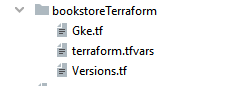 bookstoreTerraform
Gke.tf
terraform.tfvars
Versions.tf